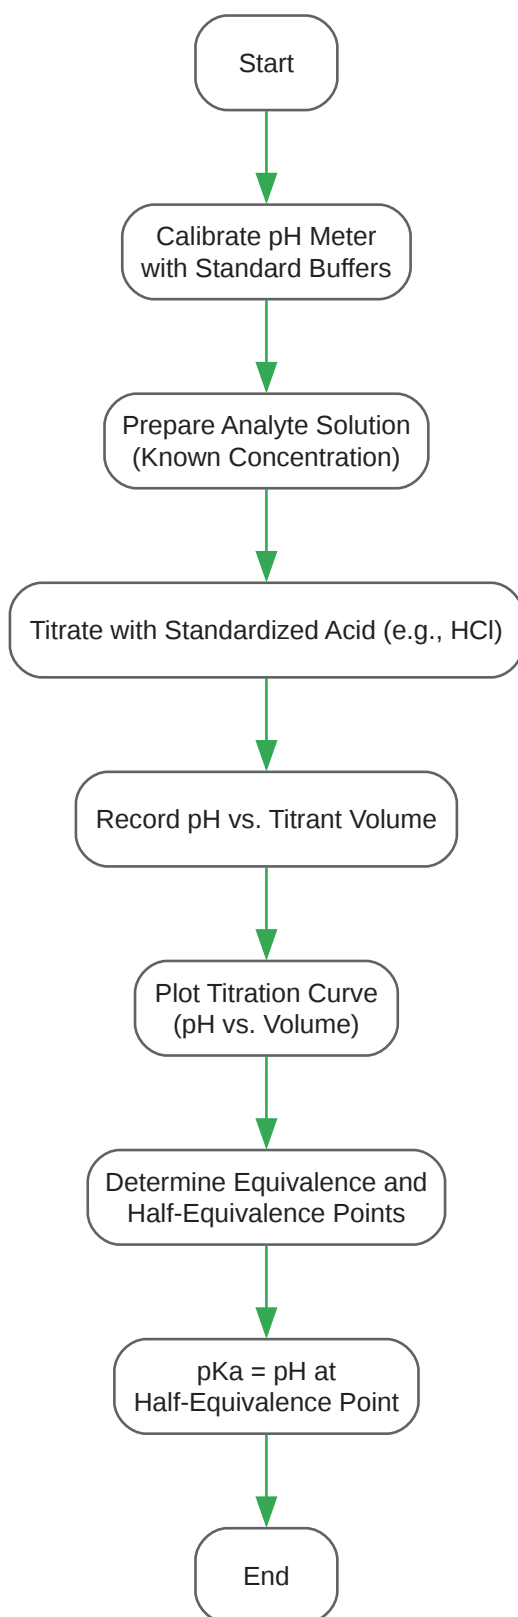 Start
Calibrate pH Meter
with Standard Buffers
Prepare Analyte Solution
(Known Concentration)
Titrate with Standardized Acid (e.g., HCl)
Record pH vs. Titrant Volume
Plot Titration Curve
(pH vs. Volume)
Determine Equivalence and
Half-Equivalence Points
pKa = pH at
Half-Equivalence Point
End